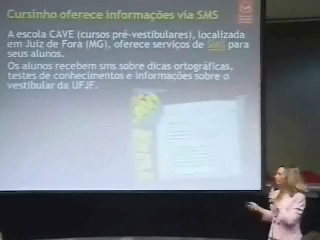 Cursinho oferece informações via SMS
A escola CAVE (cursos pré-vestibulares), localizada
em Juiz de Fora (MG), oferece serviços de SMS para
seus alunos.
Os alunos recebem sms sobre dicas ortográficas,
testes de conhecimentos e informações sobre o
vestibular da UFJF.